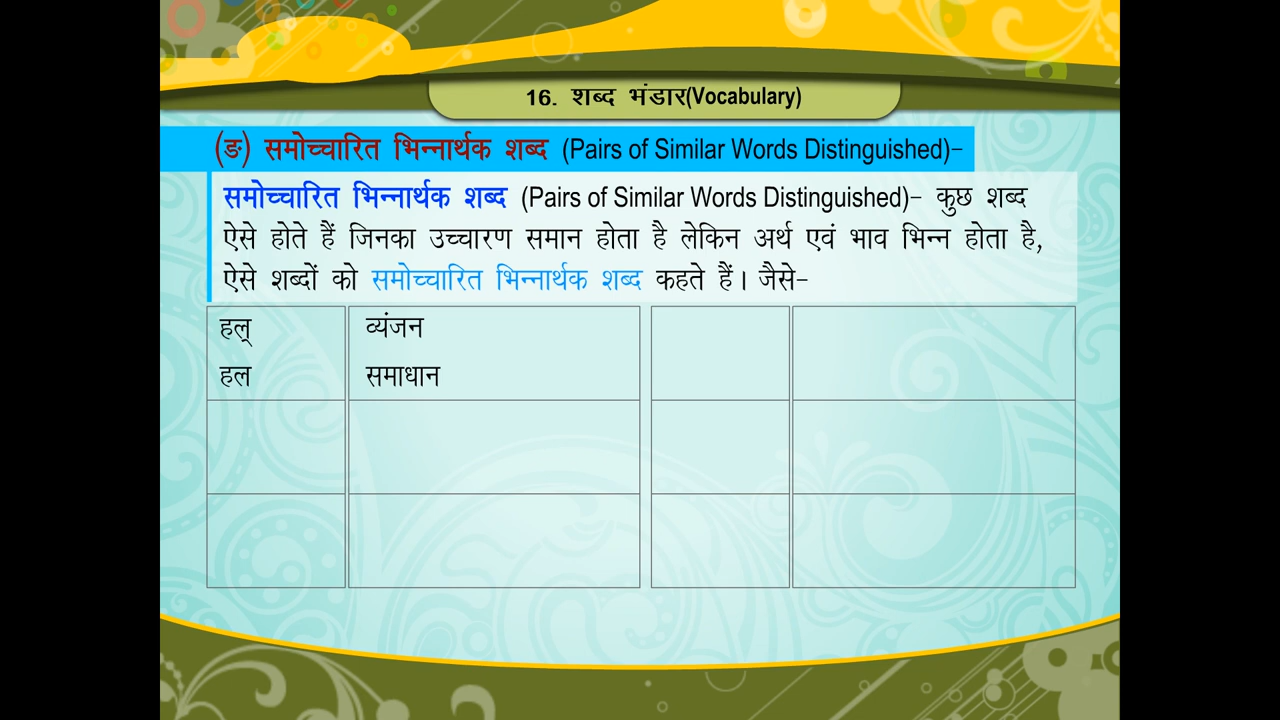 16. शब्द भंडार(Vocabulary)
(ङ) समोच्चारित भिन्नार्थक शब्द (Pairs of Similar Words Distinguished)-
समोच्चारित भिन्नार्थक शब्द (Pairs of Similar Words Distinguished)- कुछ शब्द
ऐसे होते हैं जिनका उच्चारण समान होता है लेकिन अर्थ एवं भाव भिन्न होता है,
ऐसे शब्दों को समोच्चारित भिन्नार्थक शब्द कहते हैं। जैसे-
हल् व्यंजन
हल समाधान